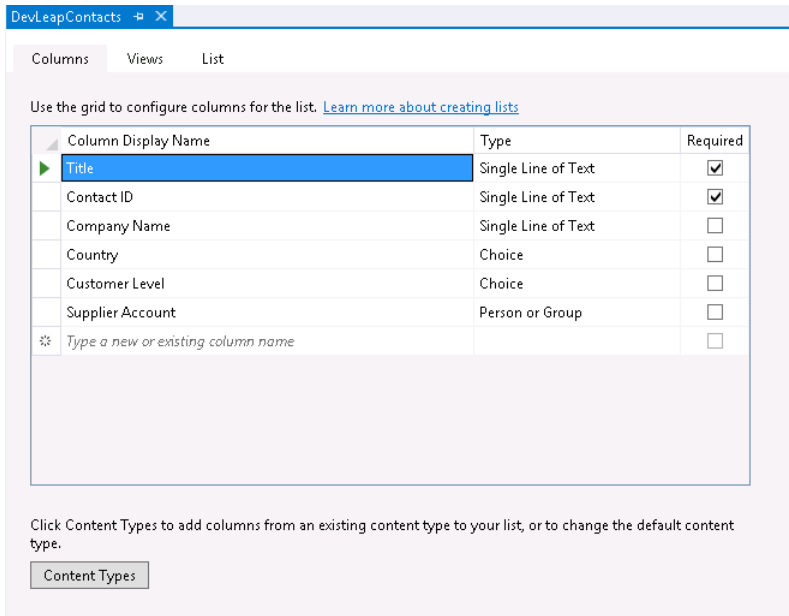 DevLeapContacts
Columns Views List
Use the grid to configure columns for the list. Learn more about creating lists
Column Display Name Type Required
Title Single Line of Text
Contact ID Single Line of Text
Company Name Single Line of Text
Country Choice
Customer Level Choice
Supplier Account Person or Group
Type a new or existing column name
Click Content Types to add columns from an existing content type to your list, or to change the default content
type.
Content Types